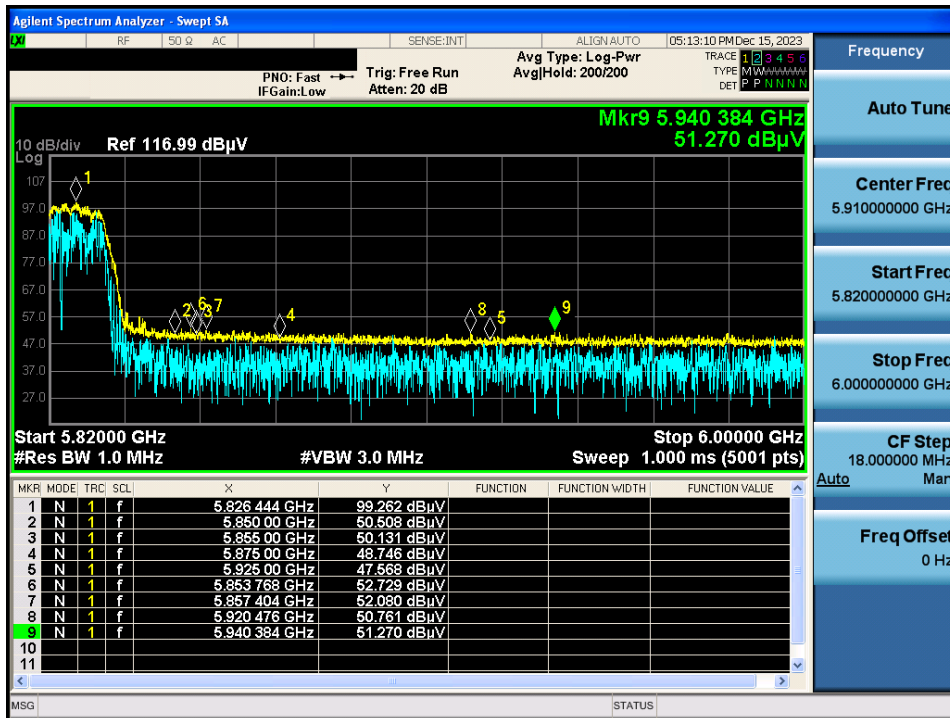 Agilent Spectrum Analyzer - Swept SA
LXI RF 50 Ω AC SENSE:INT ALIGN AUTO 05:13:10 PM Dec 15, 2023
PNO: Fast Trig: Free Run Avg Type: Log-Pwr TRACE 1 2 3 4 5 6
IFGain:Low Atten: 20 dB Avg|Hold: 200/200 TYPE M W W W W W
DET P P N N N N
Mkr9 5.940 384 GHz
51.270 dBµV
10 dB/div Ref 116.99 dBµV
Log
107
97.0
87.0
77.0
67.0
57.0
47.0
37.0
27.0
1
2
6
3
7
4
8
5
9
Start 5.82000 GHz Stop 6.00000 GHz
#Res BW 1.0 MHz #VBW 3.0 MHz Sweep 1.000 ms (5001 pts)
MKR MODE TRC SCL X Y FUNCTION FUNCTION WIDTH FUNCTION VALUE
1 N 1 f 5.826 444 GHz 99.262 dBµV
2 N 1 f 5.850 00 GHz 50.508 dBµV
3 N 1 f 5.855 00 GHz 50.131 dBµV
4 N 1 f 5.875 00 GHz 48.746 dBµV
5 N 1 f 5.925 00 GHz 47.568 dBµV
6 N 1 f 5.853 768 GHz 52.729 dBµV
7 N 1 f 5.857 404 GHz 52.080 dBµV
8 N 1 f 5.920 476 GHz 50.761 dBµV
9 N 1 f 5.940 384 GHz 51.270 dBµV
10
11
MSG STATUS
Frequency
Auto Tune
Center Freq
5.910000000 GHz
Start Freq
5.820000000 GHz
Stop Freq
6.000000000 GHz
CF Step
18.000000 MHz
Auto Man
Freq Offset
0 Hz